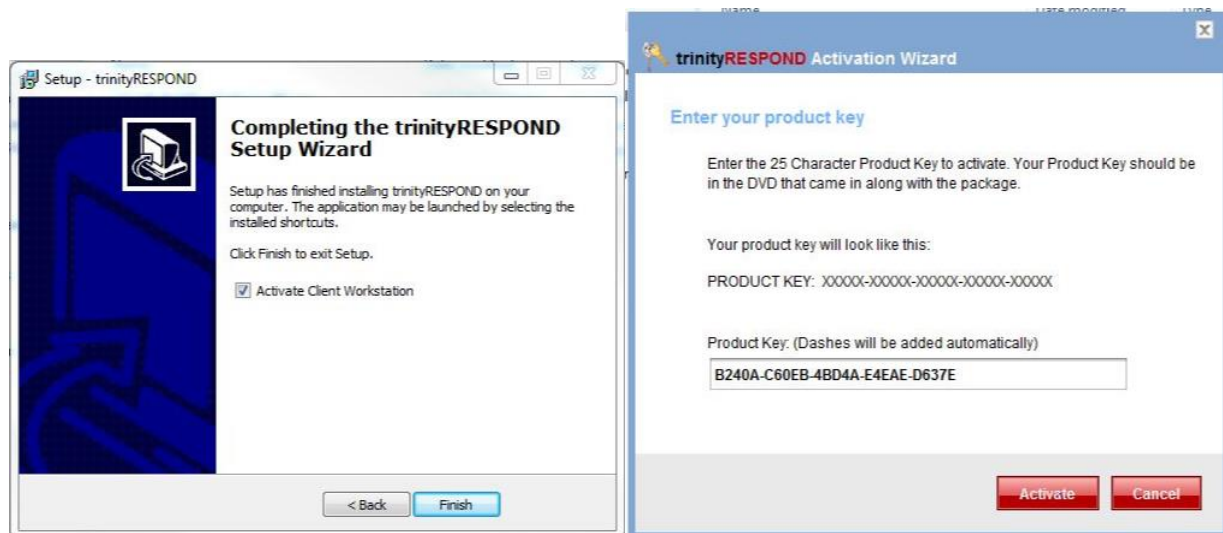 Setup - trinityRESPOND
Completing the trinityRESPOND
Setup Wizard
Setup has finished installing trinityRESPOND on your
computer. The application may be launched by selecting the
installed shortcuts.
Click Finish to exit Setup.
Activate Client Workstation
< Back
Finish
Name Date modified Type
trinityRESPOND Activation Wizard
Enter your product key
Enter the 25 Character Product Key to activate. Your Product Key should be
in the DVD that came in along with the package.
Your product key will look like this:
PRODUCT KEY: XXXXX-XXXXX-XXXXX-XXXXX-XXXXX
Product Key: (Dashes will be added automatically)
B240A-C60EB-4BD4A-E4EAE-D637E
Activate
Cancel